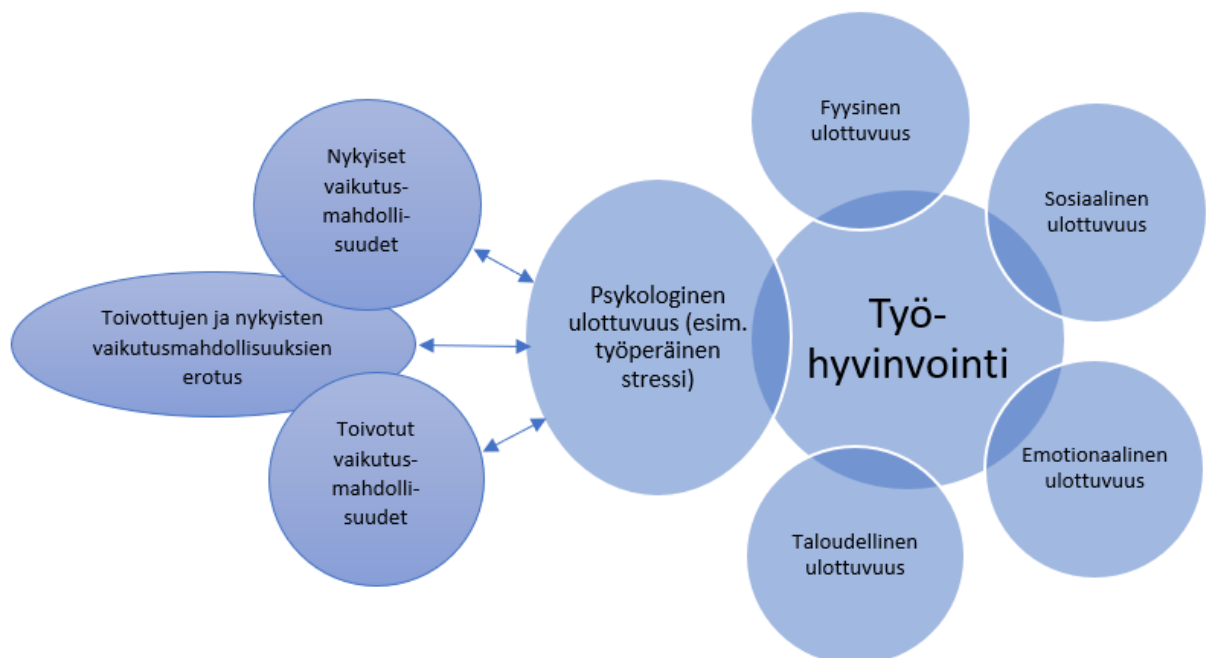 Nykyiset
vaikutus-
mahdolli-
suudet
Toivottujen ja nykyisten
vaikutusmahdollisuuksien
erotus
Toivotut
vaikutus-
mahdolli-
suudet
Psykologinen
ulottuvuus (esim.
työperäinen
stressi)
Työ-
hyvinvointi
Fyysinen
ulottuvuus
Sosiaalinen
ulottuvuus
Emotionaalinen
ulottuvuus
Taloudellinen
ulottuvuus